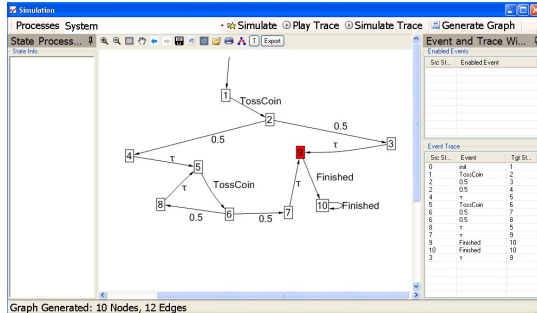 Simulation
Processes System
Simulate Play Trace Simulate Trace Generate Graph
State Process...
T Export
Event and Trace Wi...
State Info
Enabled Events
Src St... Enabled Event
1
TossCoin
2
0.5
0.5
3
τ
4
τ
5
Finished
TossCoin
τ
τ
8
0.5
6
0.5
7
10
Finished
Event Trace
Src St... Event Tgt St...
0 init 1
1 TossCoin 2
2 0.5 3
2 0.5 4
4 τ 5
5 TossCoin 6
6 0.5 7
6 0.5 8
8 τ 5
7 τ 9
9 Finished 10
10 Finished 10
3 τ 9
Graph Generated: 10 Nodes, 12 Edges